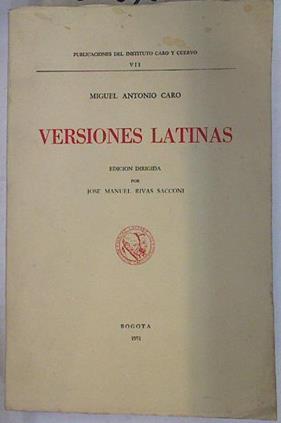 PUBLICACIONES DEL INSTITUTO CARO Y CUERVO
VII
MIGUEL ANTONIO CARO
VERSIONES LATINAS
EDICION DIRIGIDA
POR
JOSE MANUEL RIVAS SACCONI
BOGOTA
1951